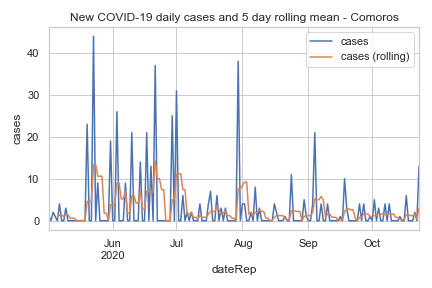 New COVID-19 daily cases and 5 day rolling mean - Comoros
cases
cases (rolling)
cases
40
30
20
10
0
Jun
2020
Jul
Aug
Sep
Oct
dateRep